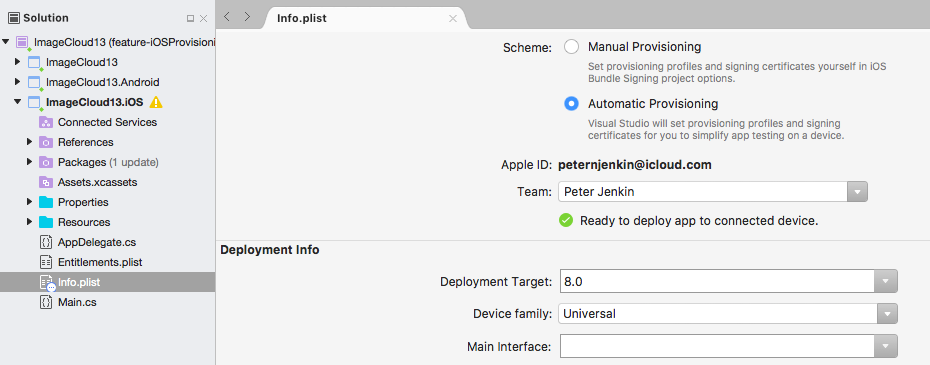 Solution
ImageCloud13 (feature-iOSProvisioni
ImageCloud13
ImageCloud13.Android
ImageCloud13.iOS
Connected Services
References
Packages (1 update)
Assets.xcassets
Properties
Resources
AppDelegate.cs
Entitlements.plist
Info.plist
Main.cs
Info.plist
Scheme: Manual Provisioning
Set provisioning profiles and signing certificates yourself in iOS
Bundle Signing project options.
Automatic Provisioning
Visual Studio will set provisioning profiles and signing
certificates for you to simplify app testing on a device.
Apple ID: peternjenkin@icloud.com
Team: Peter Jenkin
Ready to deploy app to connected device.
Deployment Info
Deployment Target: 8.0
Device family: Universal
Main Interface: